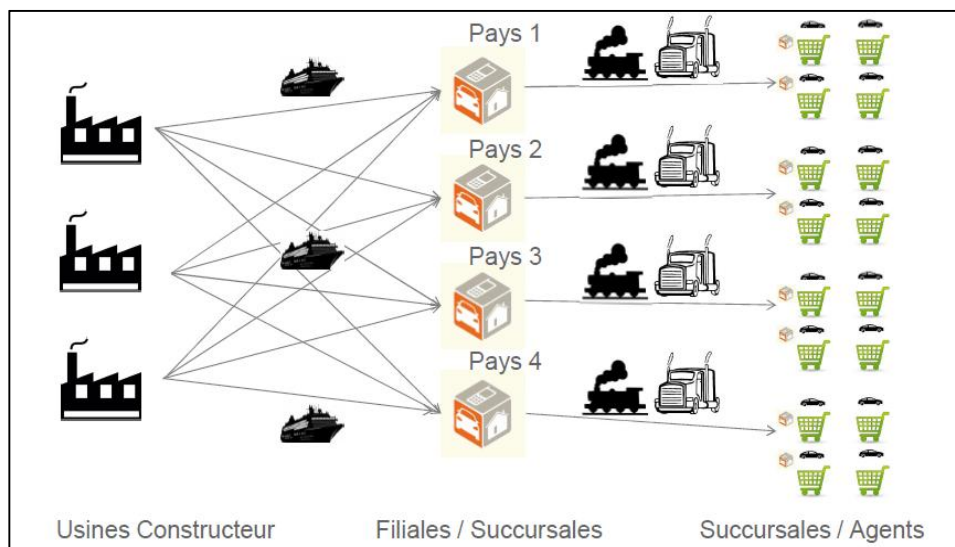 Pays 1
Pays 2
Pays 3
Pays 4
Usines Constructeur
Filiales / Succursales
Succursales / Agents